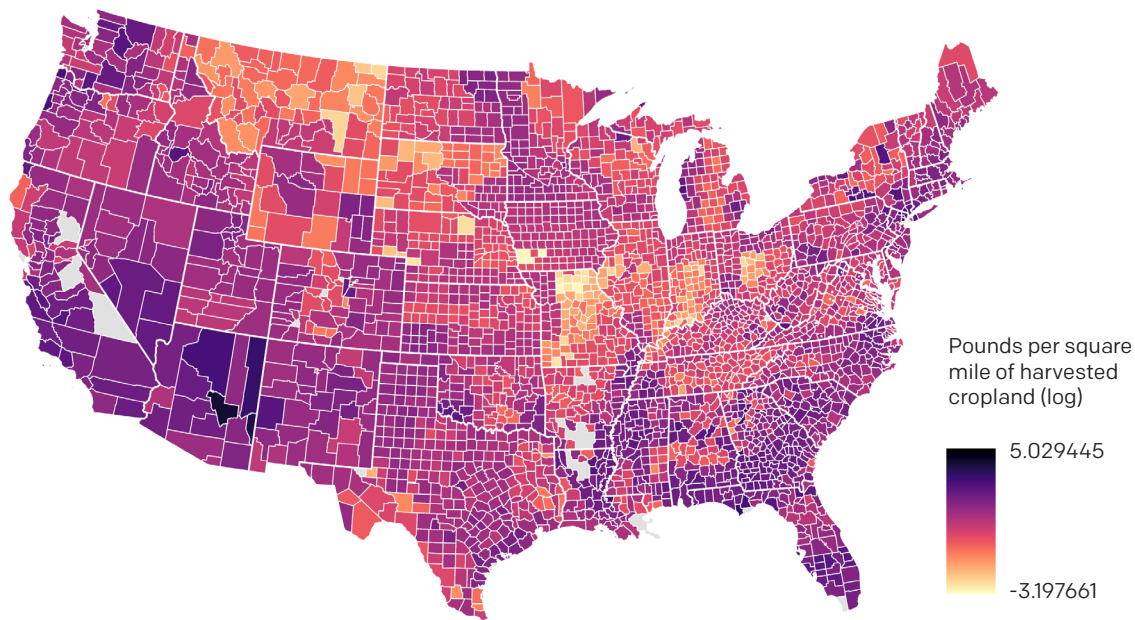 Pounds per square
mile of harvested
cropland (log)
5.029445
-3.197661